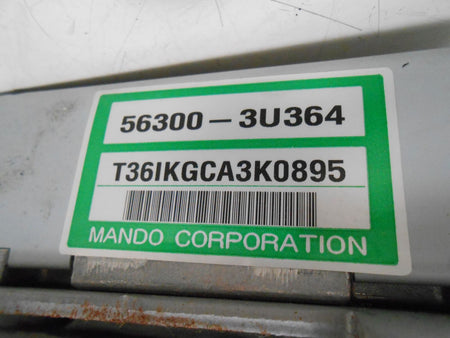 56300 – 3U364
T36IKGCA3K0895
MANDO CORPORATION